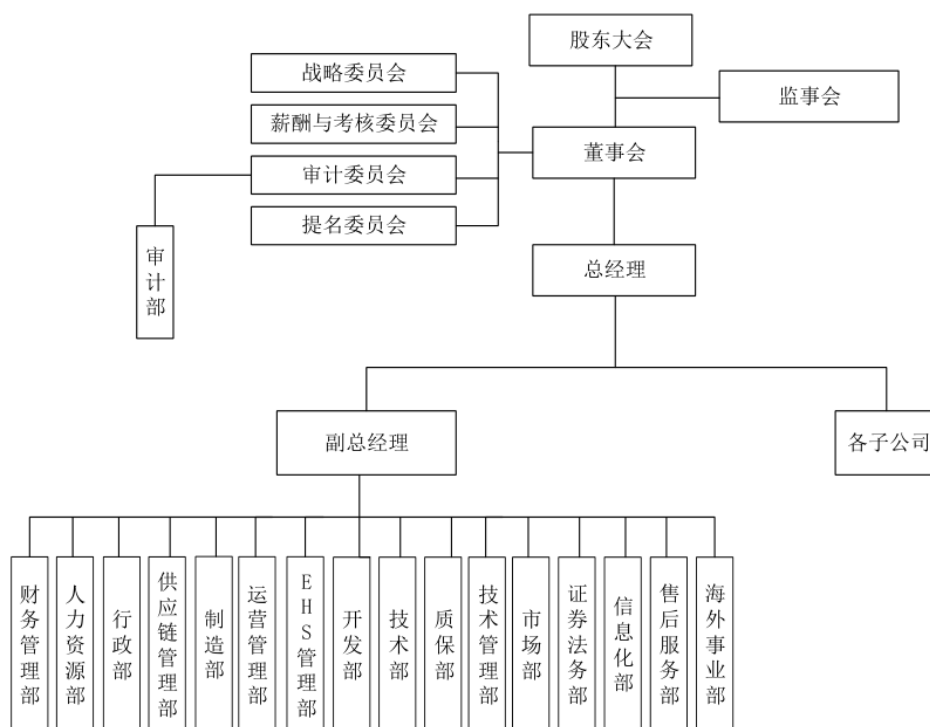 股东大会
战略委员会
监事会
薪酬与考核委员会
董事会
审计委员会
提名委员会
审计部
总经理
副总经理
各子公司
财务管理部
人力资源部
行政部
供应链管理部
制造部
运营管理部
EHS管理部
开发部
技术部
质保部
技术管理部
市场部
证券法务部
信息化部
售后服务部
海外事业部